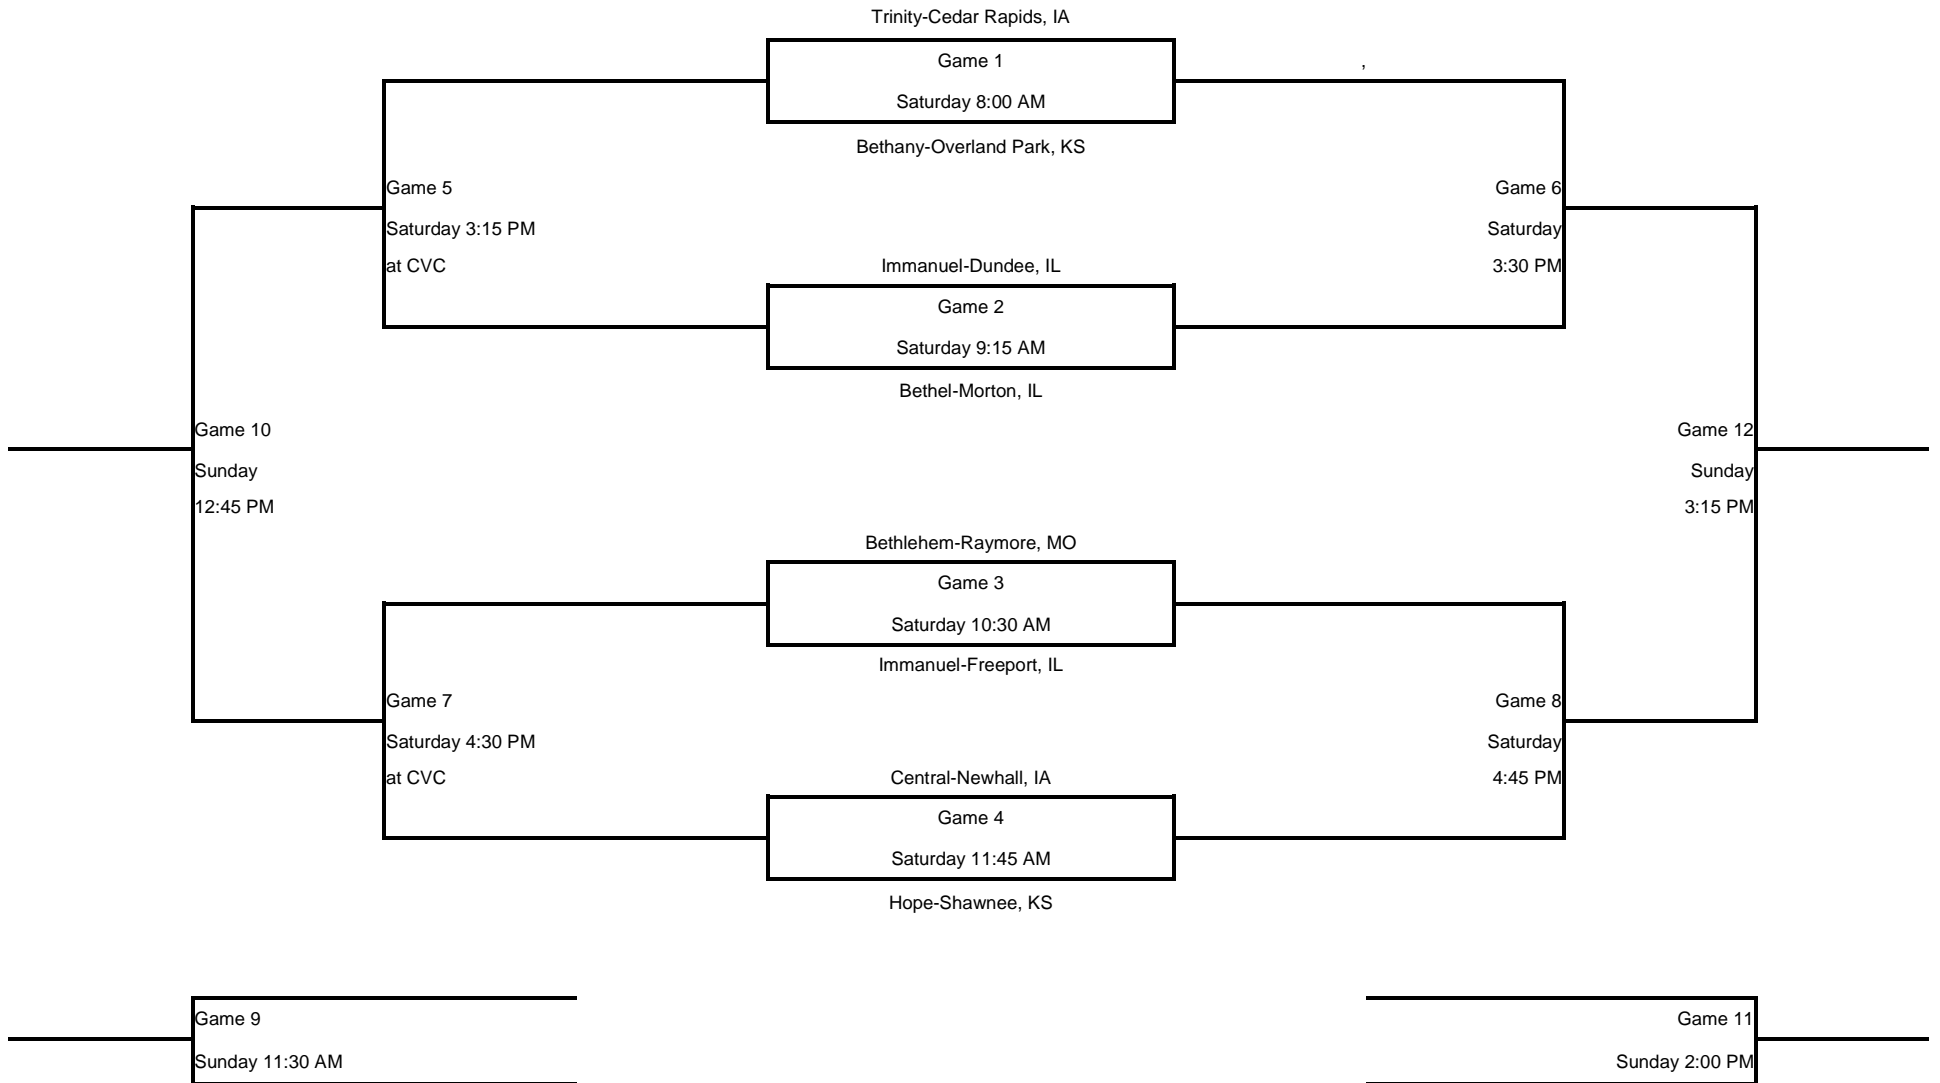 Trinity-Cedar Rapids, IA
Game 1
,
Saturday 8:00 AM
Bethany-Overland Park, KS
Game 5
Game 6
Saturday 3:15 PM
Saturday
at CVC
Immanuel-Dundee, IL
3:30 PM
Game 2
Saturday 9:15 AM
Bethel-Morton, IL
Game 10
Game 12
Sunday
Sunday
12:45 PM
3:15 PM
Bethlehem-Raymore, MO
Game 3
Saturday 10:30 AM
Immanuel-Freeport, IL
Game 7
Game 8
Saturday 4:30 PM
Saturday
at CVC
Central-Newhall, IA
4:45 PM
Game 4
Saturday 11:45 AM
Hope-Shawnee, KS
Game 9
Game 11
Sunday 11:30 AM
Sunday 2:00 PM